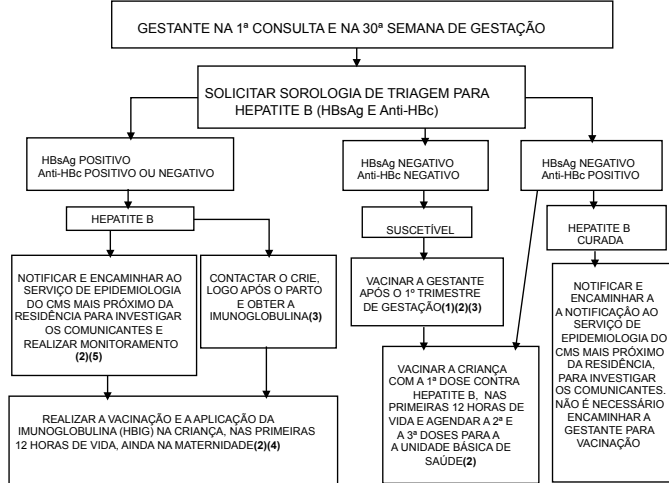 GESTANTE NA 1ª CONSULTA E NA 30ª SEMANA DE GESTAÇÃO
SOLICITAR SOROLOGIA DE TRIAGEM PARA
HEPATITE B (HBsAg E Anti-HBc)
HBsAg POSITIVO
Anti-HBc POSITIVO OU NEGATIVO
HBsAg NEGATIVO
Anti-HBc NEGATIVO
HBsAg NEGATIVO
Anti-HBc POSITIVO
HEPATITE B
SUSCETÍVEL
HEPATITE B
CURADA
NOTIFICAR E ENCAMINHAR AO
SERVIÇO DE EPIDEMIOLOGIA
DO CMS MAIS PRÓXIMO DA
RESIDÊNCIA PARA INVESTIGAR
OS COMUNICANTES E
REALIZAR MONITORAMENTO
(2)(5)
CONTACTAR O CRIE,
LOGO APÓS O PARTO
E OBTER A
IMUNOGLOBULINA(3)
VACINAR A GESTANTE
APÓS O 1º TRIMESTRE
DE GESTAÇÃO(1)(2)(3)
NOTIFICAR E
ENCAMINHAR A
A NOTIFICAÇÂO AO
SERVIÇO DE
EPIDEMIOLOGIA DO
CMS MAIS PRÓXIMO
DA RESIDÊNCIA,
PARA INVESTIGAR
OS COMUNICANTES.
NÃO É NECESSÁRIO
ENCAMINHAR A
GESTANTE PARA
VACINAÇÃO
REALIZAR A VACINAÇÃO E A APLICAÇÃO DA
IMUNOGLOBULINA (HBIG) NA CRIANÇA, NAS PRIMEIRAS
12 HORAS DE VIDA, AINDA NA MATERNIDADE(2)(4)
VACINAR A CRIANÇA
COM A 1ª DOSE CONTRA
HEPATITE B, NAS
PRIMEIRAS 12 HORAS DE
VIDA E AGENDAR A 2ª E
A 3ª DOSES PARA A
A UNIDADE BÁSICA DE
SAÚDE(2)